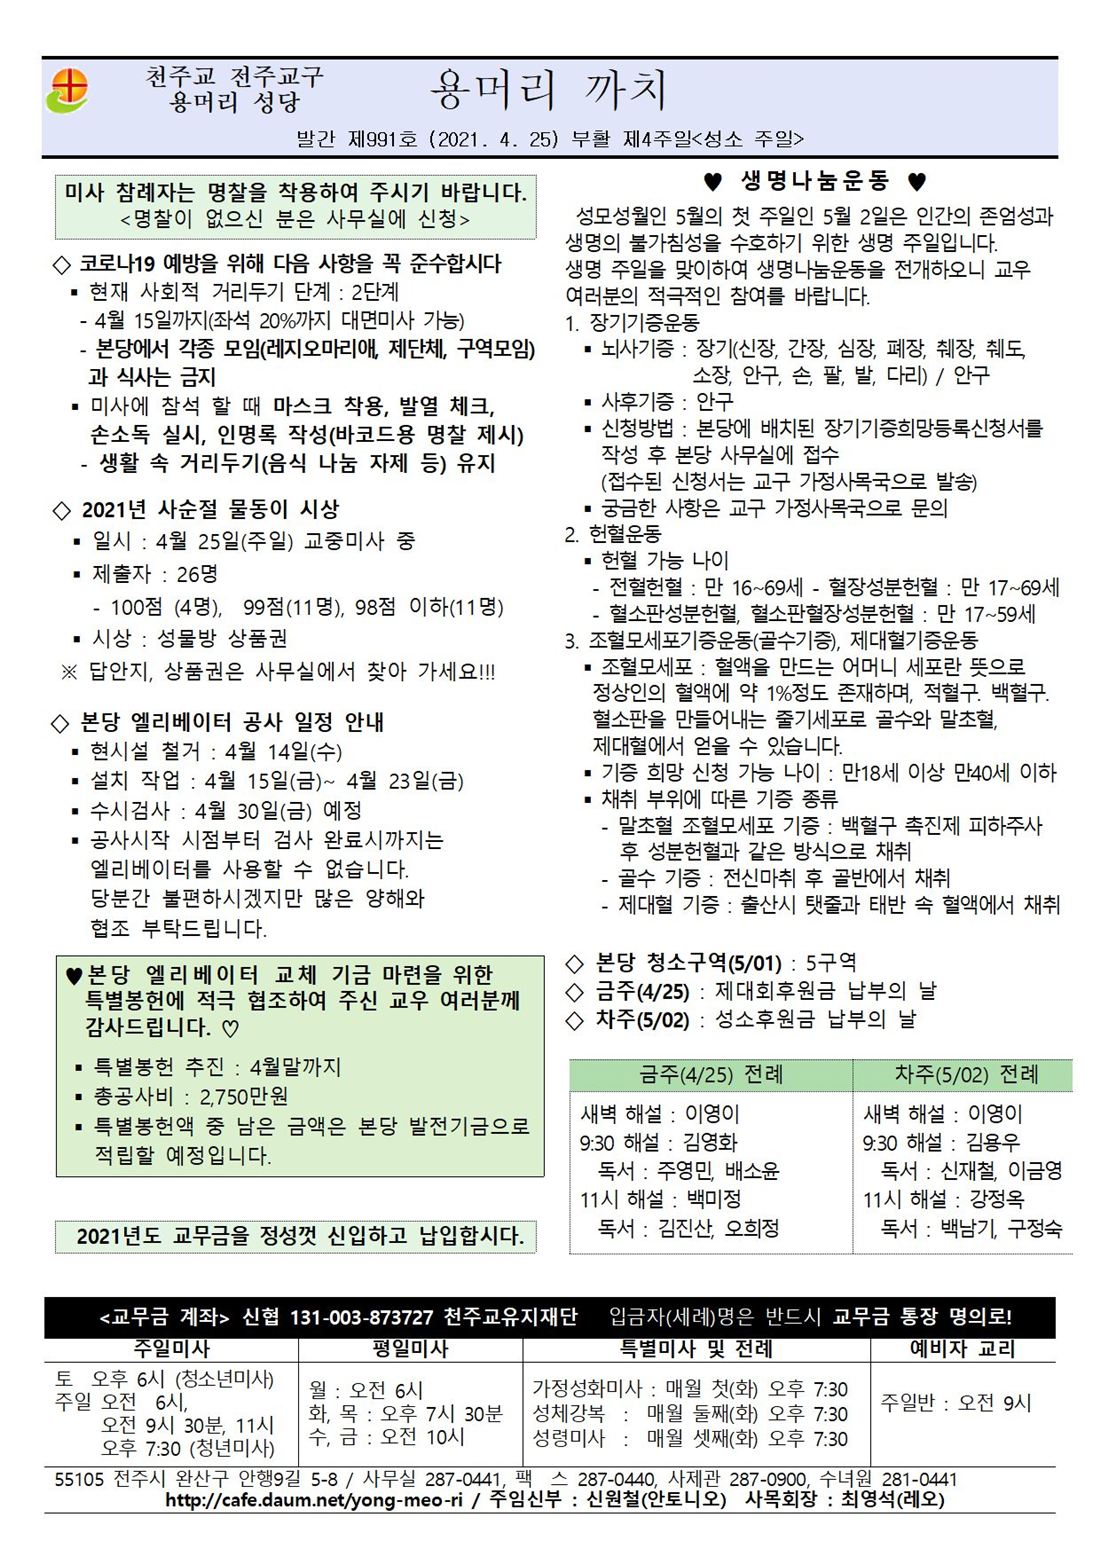 천주교 전주교구
용머리 성당
용머리 까치
발간 제991호 (2021. 4. 25) 부활 제4주일<성소 주일>
미사 참례자는 명찰을 착용하여 주시기 바랍니다.
<명찰이 없으신 분은 사무실에 신청>
◇ 코로나19 예방을 위해 다음 사항을 꼭 준수합시다
▪ 현재 사회적 거리두기 단계 : 2단계
- 4월 15일까지(좌석 20%까지 대면미사 가능)
- 본당에서 각종 모임(레지오마리애, 제단체, 구역모임)
과 식사는 금지
▪ 미사에 참석 할 때 마스크 착용, 발열 체크,
손소독 실시, 인명록 작성(바코드용 명찰 제시)
- 생활 속 거리두기(음식 나눔 자제 등) 유지
◇ 2021년 사순절 물동이 시상
▪ 일시 : 4월 25일(주일) 교중미사 중
▪ 제출자 : 26명
- 100점 (4명), 99점(11명), 98점 이하(11명)
▪ 시상 : 성물방 상품권
※ 답안지, 상품권은 사무실에서 찾아 가세요!!!
◇ 본당 엘리베이터 공사 일정 안내
▪ 현시설 철거 : 4월 14일(수)
▪ 설치 작업 : 4월 15일(금)~ 4월 23일(금)
▪ 수시검사 : 4월 30일(금) 예정
▪ 공사시작 시점부터 검사 완료시까지는
엘리베이터를 사용할 수 없습니다.
당분간 불편하시겠지만 많은 양해와
협조 부탁드립니다.
♥본당 엘리베이터 교체 기금 마련을 위한
특별봉헌에 적극 협조하여 주신 교우 여러분께
감사드립니다. ♡
▪ 특별봉헌 추진 : 4월말까지
▪ 총공사비 : 2,750만원
▪ 특별봉헌액 중 남은 금액은 본당 발전기금으로
적립할 예정입니다.
2021년도 교무금을 정성껏 신입하고 납입합시다.
♥ 생명나눔운동 ♥
성모성월인 5월의 첫 주일인 5월 2일은 인간의 존엄성과
생명의 불가침성을 수호하기 위한 생명 주일입니다.
생명 주일을 맞이하여 생명나눔운동을 전개하오니 교우
여러분의 적극적인 참여를 바랍니다.
1. 장기기증운동
▪ 뇌사기증 : 장기(신장, 간장, 심장, 폐장, 췌장, 췌도,
소장, 안구, 손, 팔, 발, 다리) / 안구
▪ 사후기증 : 안구
▪ 신청방법 : 본당에 배치된 장기기증희망등록신청서를
작성 후 본당 사무실에 접수
(접수된 신청서는 교구 가정사목국으로 발송)
▪ 궁금한 사항은 교구 가정사목국으로 문의
2. 헌혈운동
▪ 헌혈 가능 나이
- 전혈헌혈 : 만 16~69세 - 혈장성분헌혈 : 만 17~69세
- 혈소판성분헌혈, 혈소판혈장성분헌혈 : 만 17~59세
3. 조혈모세포기증운동(골수기증), 제대혈기증운동
▪ 조혈모세포 : 혈액을 만드는 어머니 세포란 뜻으로
정상인의 혈액에 약 1%정도 존재하며, 적혈구. 백혈구.
혈소판을 만들어내는 줄기세포로 골수와 말초혈,
제대혈에서 얻을 수 있습니다.
▪ 기증 희망 신청 가능 나이 : 만18세 이상 만40세 이하
▪ 채취 부위에 따른 기증 종류
- 말초혈 조혈모세포 기증 : 백혈구 촉진제 피하주사
후 성분헌혈과 같은 방식으로 채취
- 골수 기증 : 전신마취 후 골반에서 채취
- 제대혈 기증 : 출산시 탯줄과 태반 속 혈액에서 채취
◇ 본당 청소구역(5/01) : 5구역
◇ 금주(4/25) : 제대회후원금 납부의 날
◇ 차주(5/02) : 성소후원금 납부의 날
금주(4/25) 전례
새벽 해설 : 이영이
9:30 해설 : 김영화
독서 : 주영민, 배소윤
11시 해설 : 백미정
독서 : 김진산, 오희정
차주(5/02) 전례
새벽 해설 : 이영이
9:30 해설 : 김용우
독서 : 신재철, 이금영
11시 해설 : 강정옥
독서 : 백남기, 구정숙
<교무금 계좌> 신협 131-003-873727 천주교유지재단 입금자(세례)명은 반드시 교무금 통장 명의로!
주일미사
토 오후 6시 (청소년미사)
주일 오전 6시,
오전 9시 30분, 11시
오후 7:30 (청년미사)
평일미사
월 : 오전 6시
화, 목 : 오후 7시 30분
수, 금 : 오전 10시
특별미사 및 전례
가정성화미사 : 매월 첫(화) 오후 7:30
성체강복 : 매월 둘째(화) 오후 7:30
성령미사 : 매월 셋째(화) 오후 7:30
예비자 교리
주일반 : 오전 9시
55105 전주시 완산구 안행9길 5-8 / 사무실 287-0441, 팩 스 287-0440, 사제관 287-0900, 수녀원 281-0441
http://cafe.daum.net/yong-meo-ri / 주임신부 : 신원철(안토니오) 사목회장 : 최영석(레오)